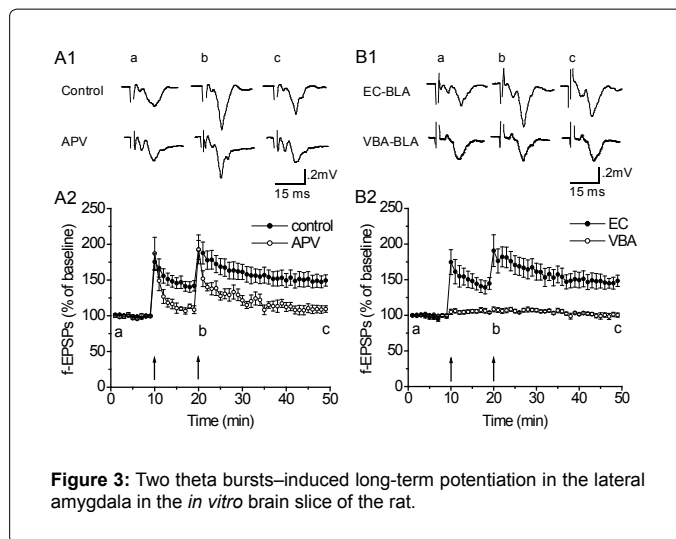 A1
a b c
Control
APV
.2mV
15 ms
B1
a b c
EC-BLA
VBA-BLA
.2mV
15 ms
A2
250
200
150
100
50
0
f-EPSPs (% of baseline)
control
APV
a b c
0 10 20 30 40 50
Time (min)
B2
250
200
150
100
50
0
f-EPSPs (% of baseline)
EC
VBA
a b c
0 10 20 30 40 50
Time (min)
Figure 3: Two theta bursts–induced long-term potentiation in the lateral
amygdala in the in vitro brain slice of the rat.